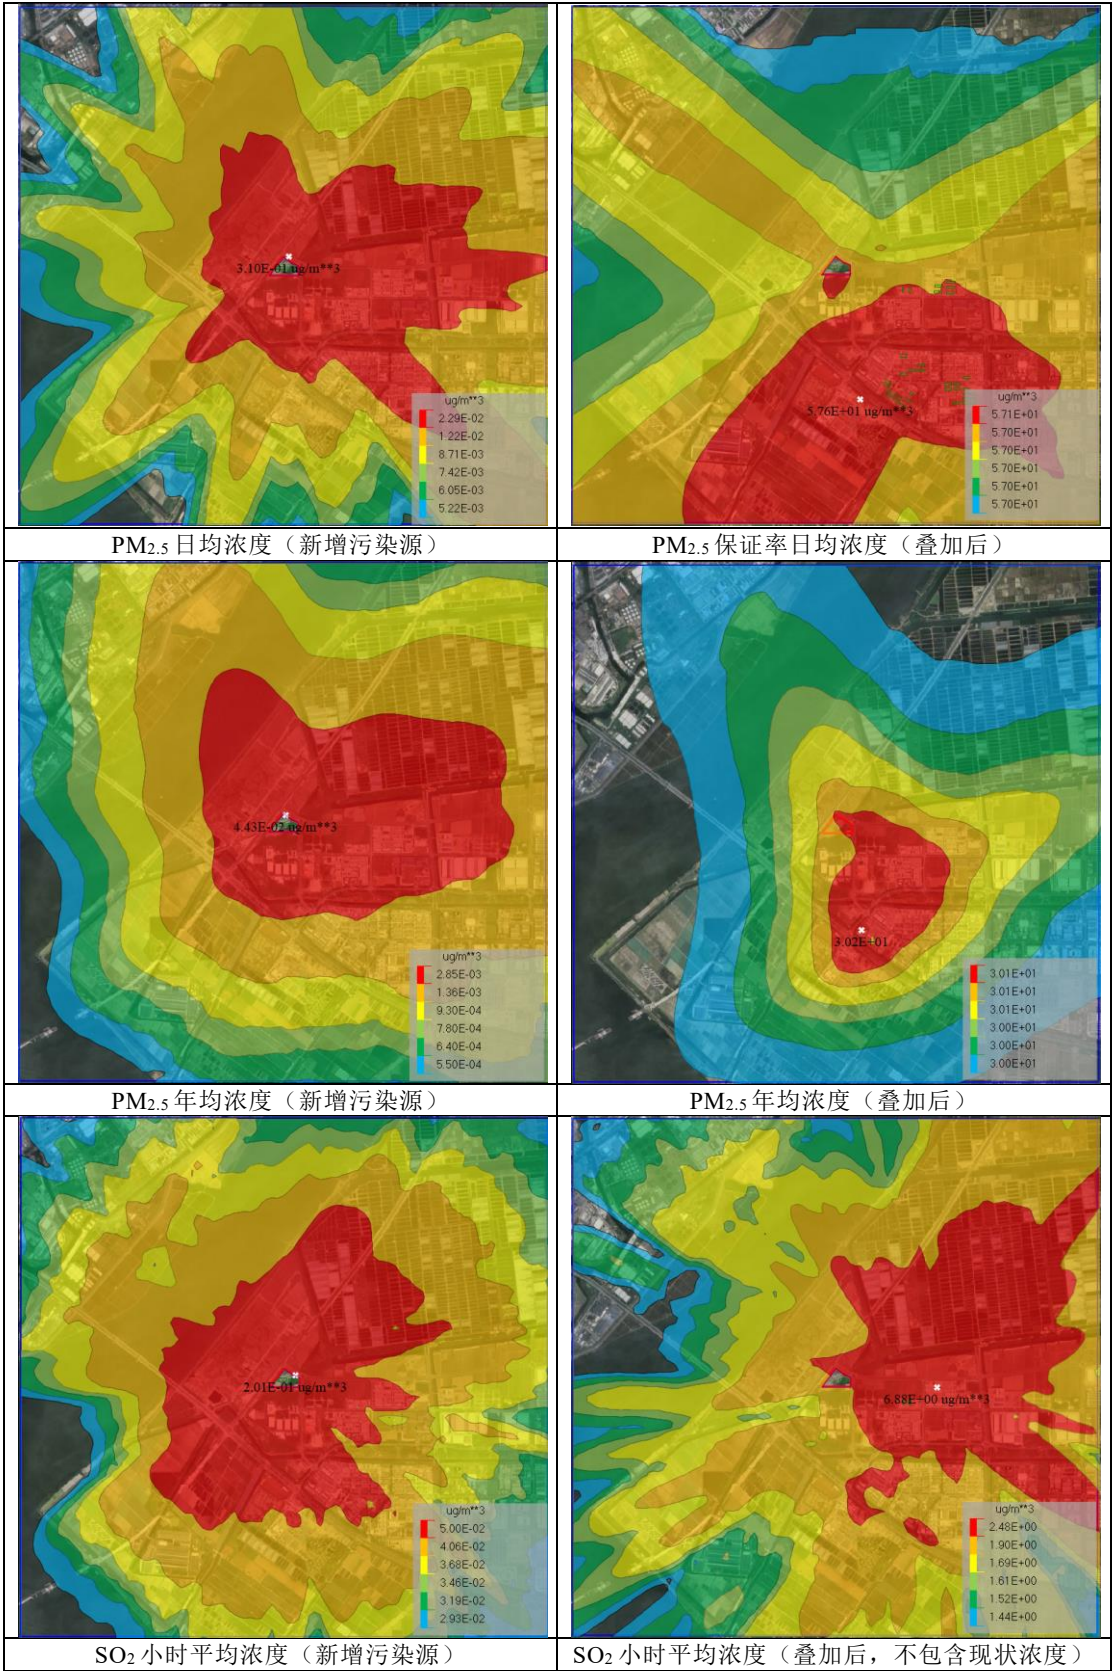 3.10E-01 ug/m**3
ug/m**3
2.29E-02
1.22E-02
8.71E-03
7.42E-03
6.05E-03
5.22E-03
5.76E+01 ug/m**3
ug/m**3
5.71E+01
5.70E+01
5.70E+01
5.70E+01
5.70E+01
5.70E+01
PM2.5 日均浓度（新增污染源）
PM2.5 保证率日均浓度（叠加后）
4.43E-02 ug/m**3
ug/m**3
2.85E-03
1.36E-03
9.30E-04
7.80E-04
6.40E-04
5.50E-04
3.02E+01
3.01E+01
3.01E+01
3.01E+01
3.00E+01
3.00E+01
3.00E+01
PM2.5 年均浓度（新增污染源）
PM2.5 年均浓度（叠加后）
2.01E-01 ug/m**3
ug/m**3
5.00E-02
4.06E-02
3.68E-02
3.46E-02
3.19E-02
2.93E-02
6.88E+00 ug/m**3
ug/m**3
2.48E+00
1.90E+00
1.69E+00
1.61E+00
1.52E+00
1.44E+00
SO2 小时平均浓度（新增污染源）
SO2 小时平均浓度（叠加后，不包含现状浓度）